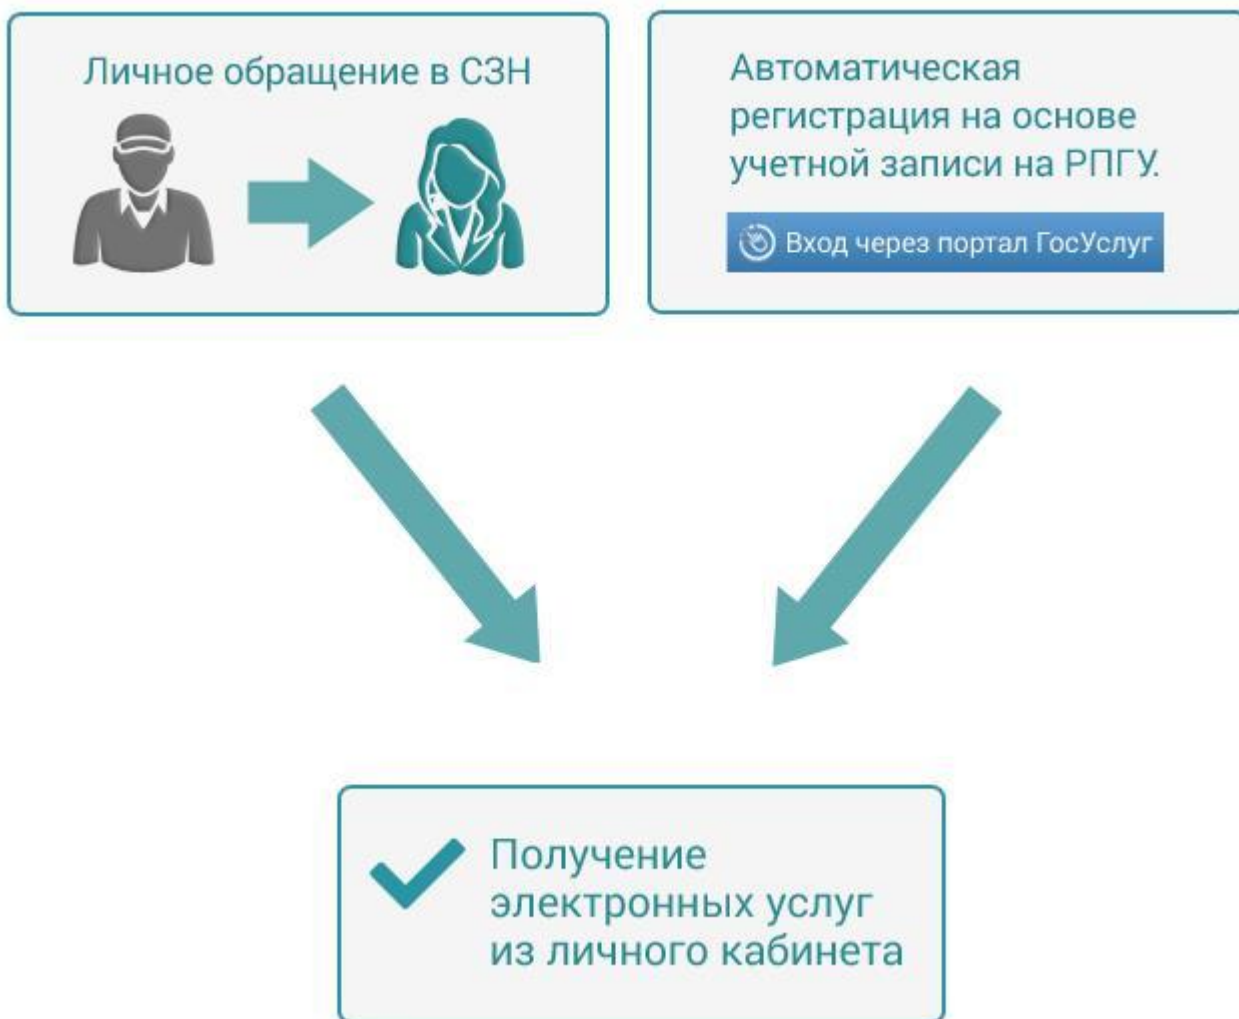 Личное обращение в СЗН
Автоматическая
регистрация на основе
учетной записи на РПГУ.
Вход через портал ГосУслуг
Получение
электронных услуг
из личного кабинета